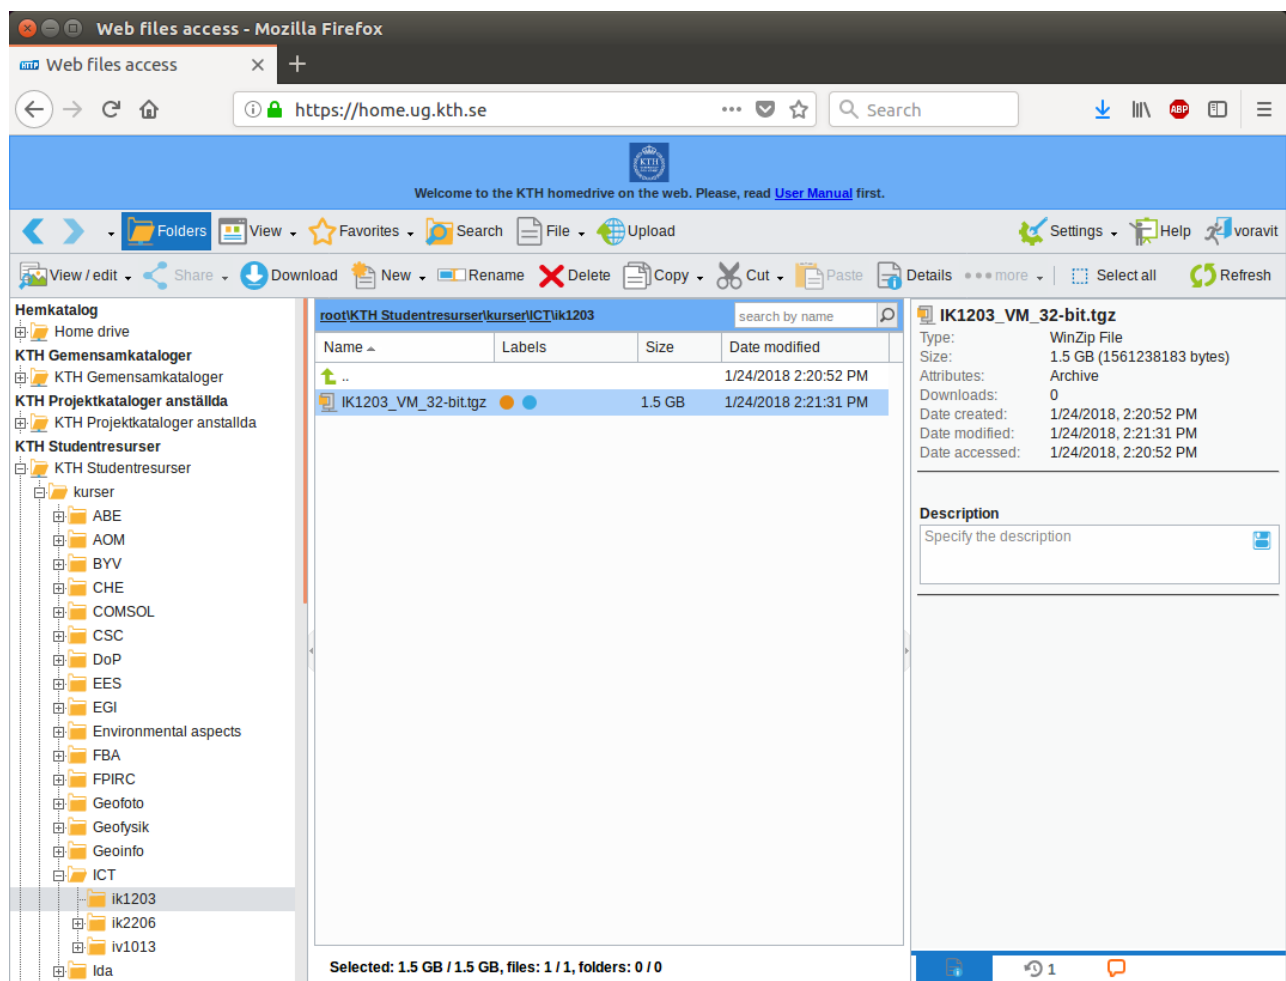 Web files access - Mozilla Firefox
HTTP Web files access
https://home.ug.kth.se
Search
ABP
KTH
Welcome to the KTH homedrive on the web. Please, read User Manual first.
Folders View Favorites Search File Upload Settings Help voravit
View / edit Share Download New Rename Delete Copy Cut Paste Details more Select all Refresh
Hemkatalog
Home drive
KTH Gemensamkataloger
KTH Gemensamkataloger
KTH Projektkataloger anställda
KTH Projektkataloger anstallda
KTH Studentresurser
KTH Studentresurser
kurser
ABE
AOM
BYV
CHE
COMSOL
CSC
DoP
EES
EGI
Environmental aspects
FBA
FPIRC
Geofoto
Geofysik
Geoinfo
ICT
ik1203
ik2206
iv1013
Ida
root\KTH Studentresurser\kurser\ICT\ik1203
search by name
Name Labels Size Date modified
.. 1/24/2018 2:20:52 PM
IK1203_VM_32-bit.tgz 1.5 GB 1/24/2018 2:21:31 PM
Selected: 1.5 GB / 1.5 GB, files: 1 / 1, folders: 0 / 0
IK1203_VM_32-bit.tgz
Type: WinZip File
Size: 1.5 GB (1561238183 bytes)
Attributes: Archive
Downloads: 0
Date created: 1/24/2018, 2:20:52 PM
Date modified: 1/24/2018, 2:21:31 PM
Date accessed: 1/24/2018, 2:20:52 PM
Description
Specify the description
1